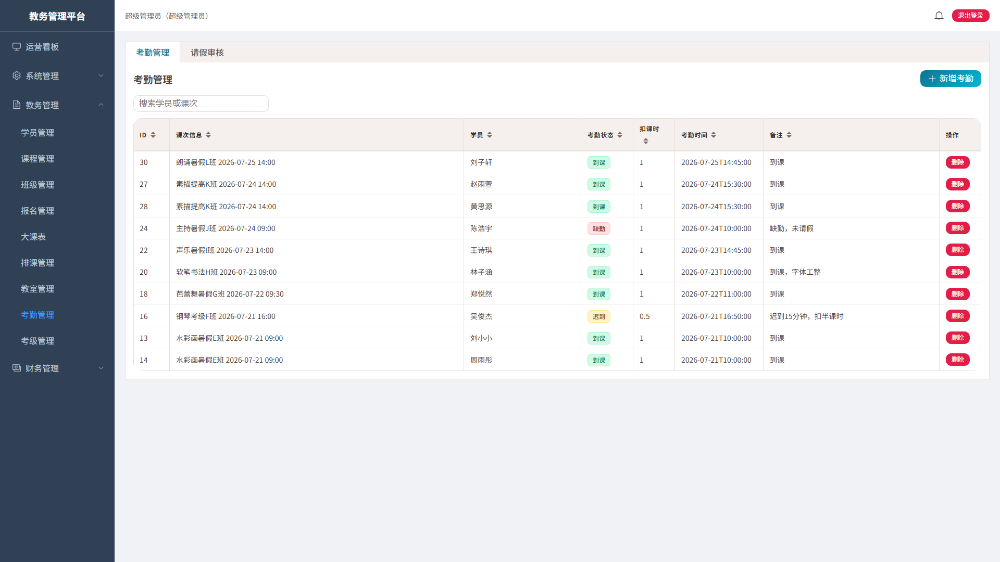 教务管理平台
超级管理员（超级管理员）
退出登录
运营看板
系统管理
教务管理
学员管理
课程管理
班级管理
报名管理
大课表
排课管理
教室管理
考勤管理
考级管理
财务管理
考勤管理 请假审核
考勤管理
新增考勤
搜索学员或课次
ID 课次信息 学员 考勤状态 扣课时 考勤时间 备注 操作
30 朗诵暑假L班 2026-07-25 14:00 刘子轩 到课 1 2026-07-25T14:45:00 到课 删除
27 素描提高K班 2026-07-24 14:00 赵雨萱 到课 1 2026-07-24T15:30:00 到课 删除
28 素描提高K班 2026-07-24 14:00 黄思源 到课 1 2026-07-24T15:30:00 到课 删除
24 主持暑假J班 2026-07-24 09:00 陈浩宇 缺勤 1 2026-07-24T10:00:00 缺勤，未请假 删除
22 声乐暑假I班 2026-07-23 14:00 王诗琪 到课 1 2026-07-23T14:45:00 到课 删除
20 软笔书法H班 2026-07-23 09:00 林子涵 到课 1 2026-07-23T10:00:00 到课，字体工整 删除
18 芭蕾舞暑假G班 2026-07-22 09:30 郑悦然 到课 1 2026-07-22T11:00:00 到课 删除
16 钢琴考级F班 2026-07-21 16:00 吴俊杰 迟到 0.5 2026-07-21T16:50:00 迟到15分钟，扣半课时 删除
13 水彩画暑假E班 2026-07-21 09:00 刘小小 到课 1 2026-07-21T10:00:00 到课 删除
14 水彩画暑假E班 2026-07-21 09:00 周雨彤 到课 1 2026-07-21T10:00:00 到课 删除